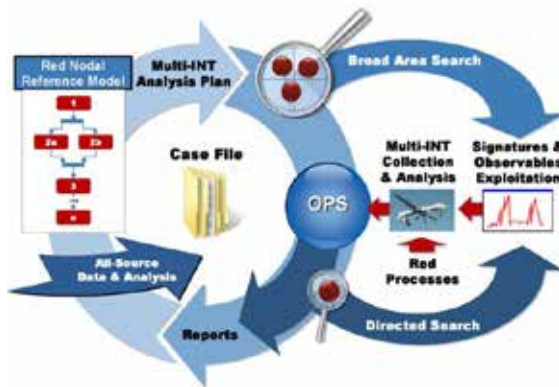 Red Nodal
Reference Model
1
2a
2b
3
n
Multi-INT
Analysis Plan
Broad Area Search
Case File
Multi-INT
Collection
& Analysis
Signatures &
Observables
Exploitation
OPS
Red
Processes
All-Source
Data & Analysis
Reports
Directed Search